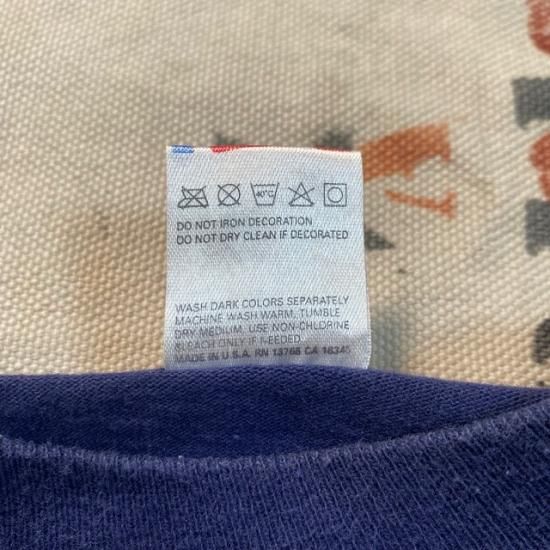 40°C
DO NOT IRON DECORATION
DO NOT DRY CLEAN IF DECORATED
WASH DARK COLORS SEPARATELY
MACHINE WASH WARM, TUMBLE
DRY MEDIUM, USE NON-CHLORINE
BLEACH ONLY IF NEEDED.
MADE IN U.S.A. RN 13765 CA